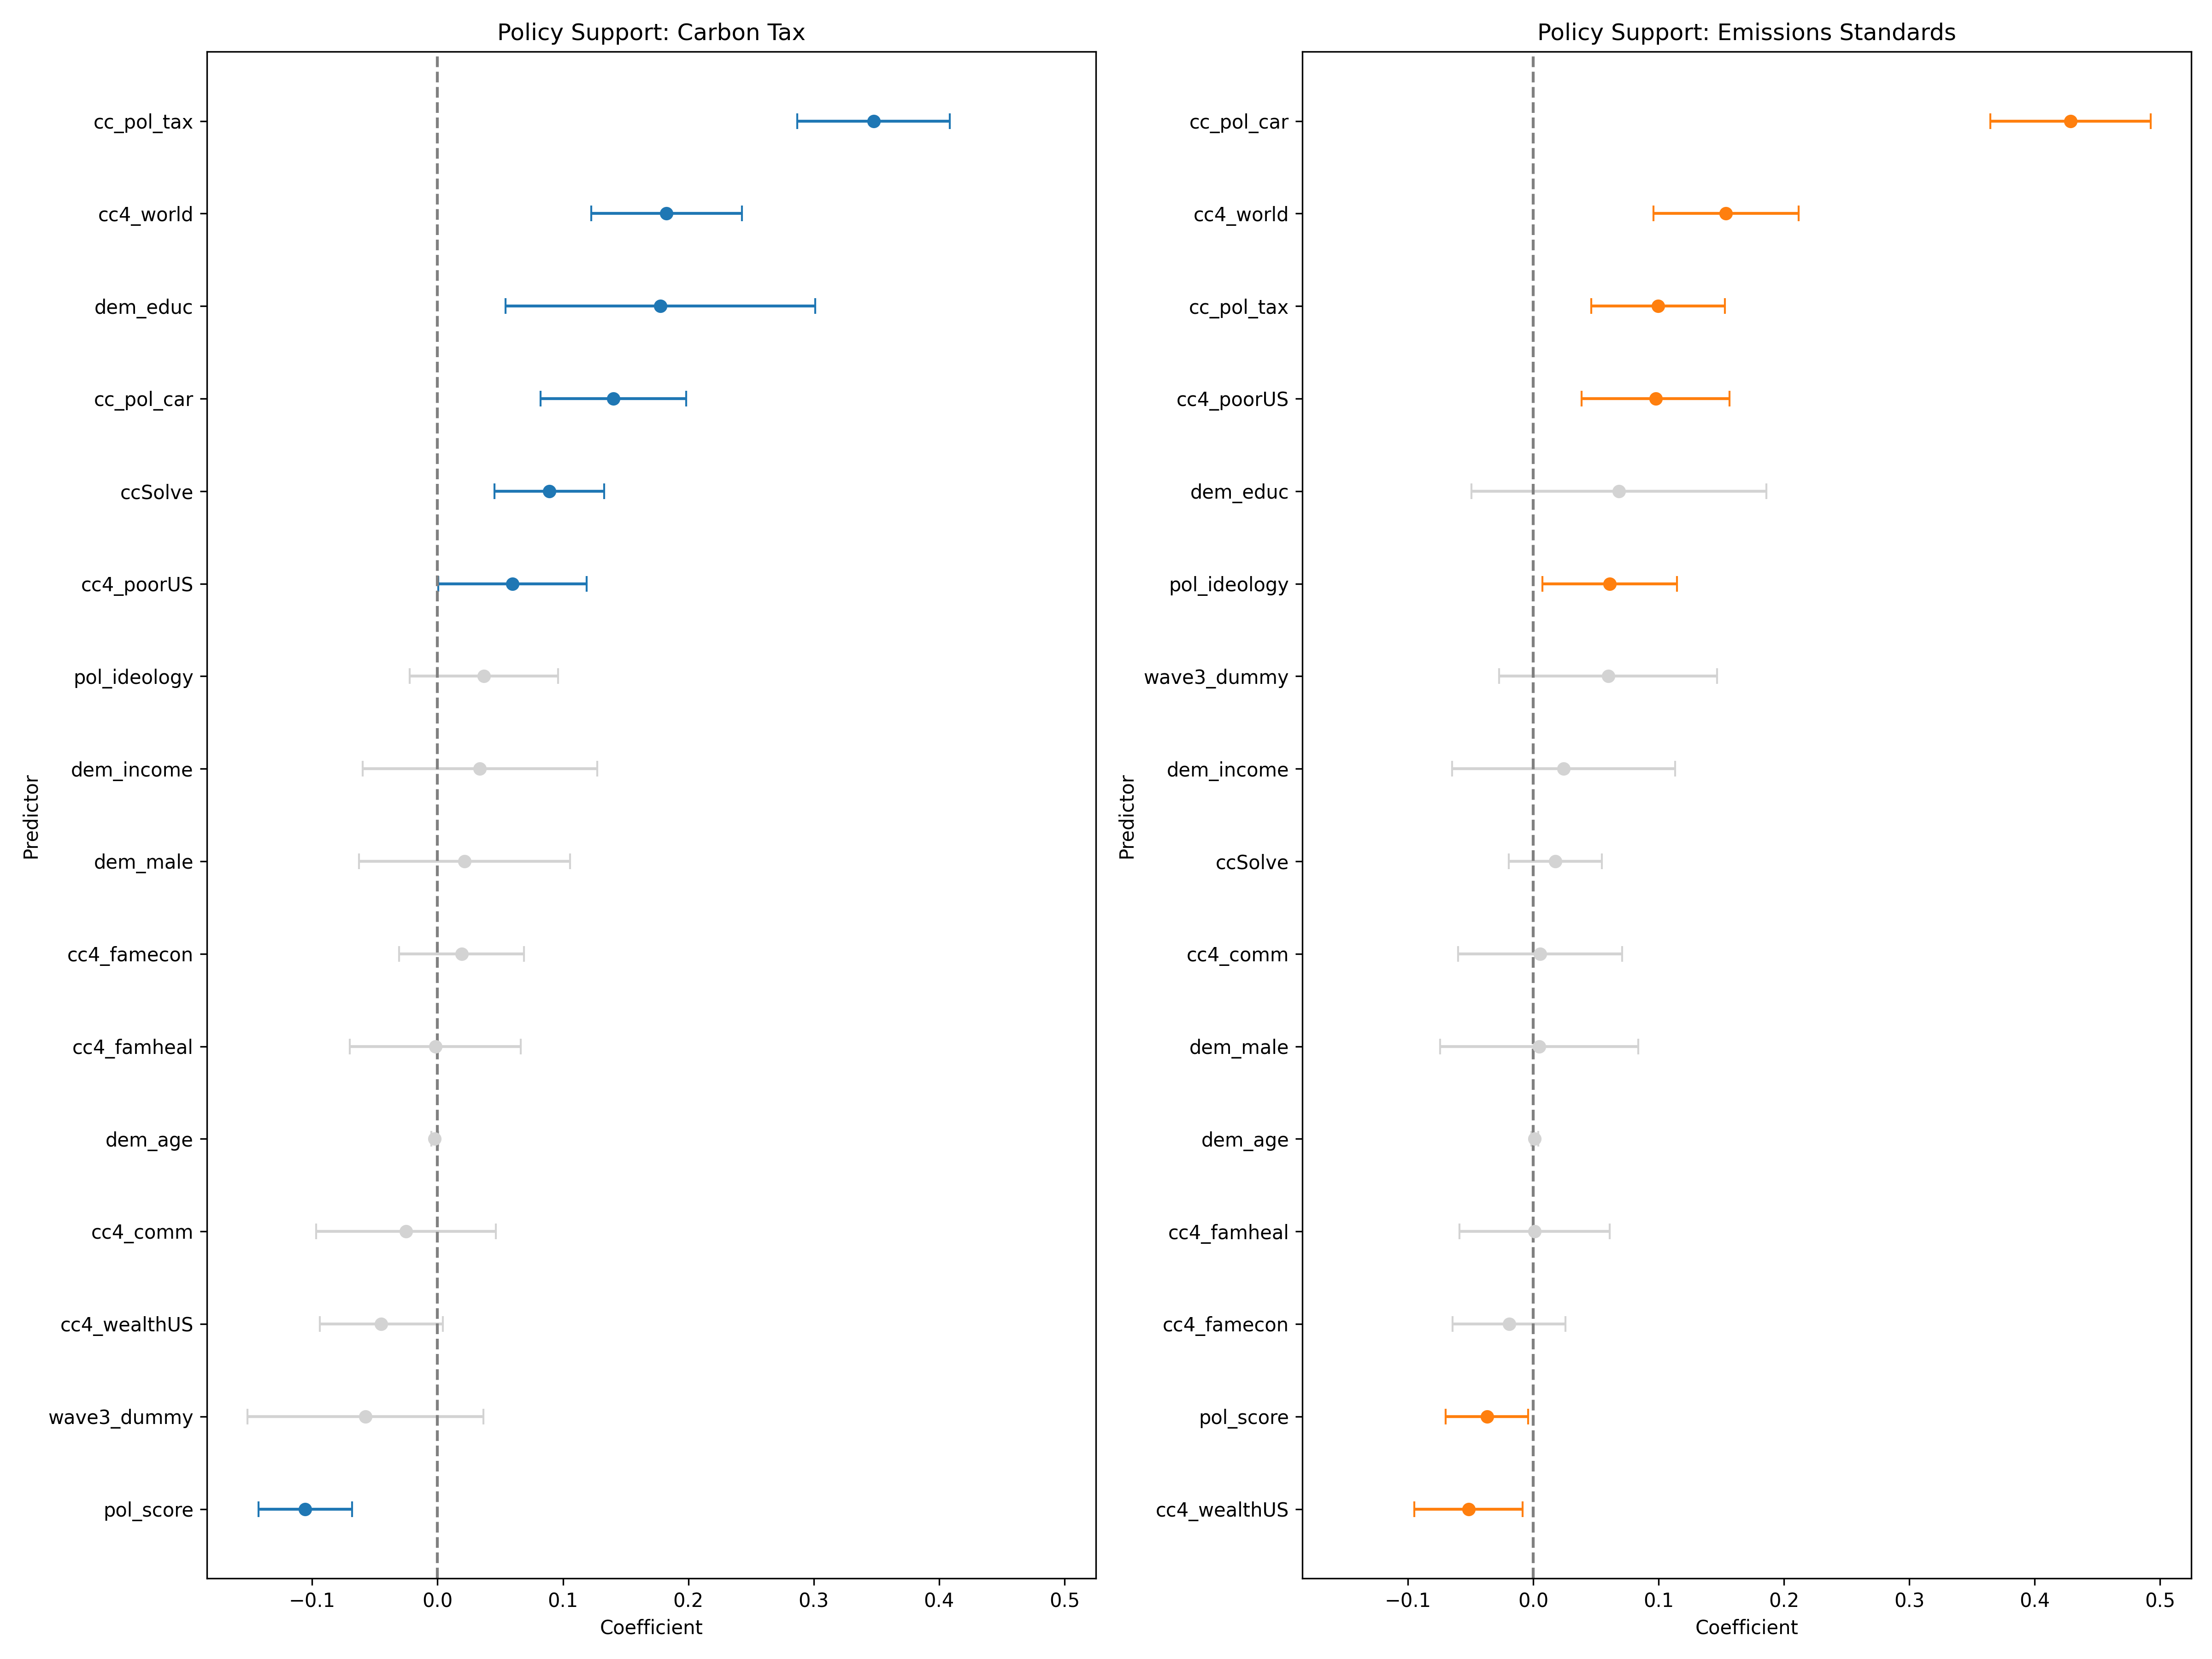 Policy Support: Carbon Tax
Predictor
cc_pol_tax
cc4_world
dem_educ
cc_pol_car
ccSolve
cc4_poorUS
pol_ideology
dem_income
dem_male
cc4_famecon
cc4_famheal
dem_age
cc4_comm
cc4_wealthUS
wave3_dummy
pol_score
−0.1 0.0 0.1 0.2 0.3 0.4 0.5
Coefficient
Policy Support: Emissions Standards
Predictor
cc_pol_car
cc4_world
cc_pol_tax
cc4_poorUS
dem_educ
pol_ideology
wave3_dummy
dem_income
ccSolve
cc4_comm
dem_male
dem_age
cc4_famheal
cc4_famecon
pol_score
cc4_wealthUS
−0.1 0.0 0.1 0.2 0.3 0.4 0.5
Coefficient